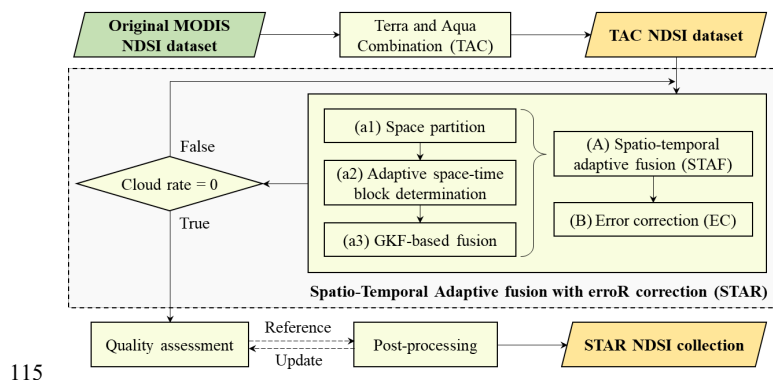 Original MODIS
NDSI dataset
Terra and Aqua
Combination (TAC)
TAC NDSI dataset
False
Cloud rate = 0
True
(a1) Space partition
(a2) Adaptive space-time
block determination
(a3) GKF-based fusion
(A) Spatio-temporal
adaptive fusion (STAF)
(B) Error correction (EC)
Spatio-Temporal Adaptive fusion with erroR correction (STAR)
Quality assessment
Reference
Update
Post-processing
STAR NDSI collection
115